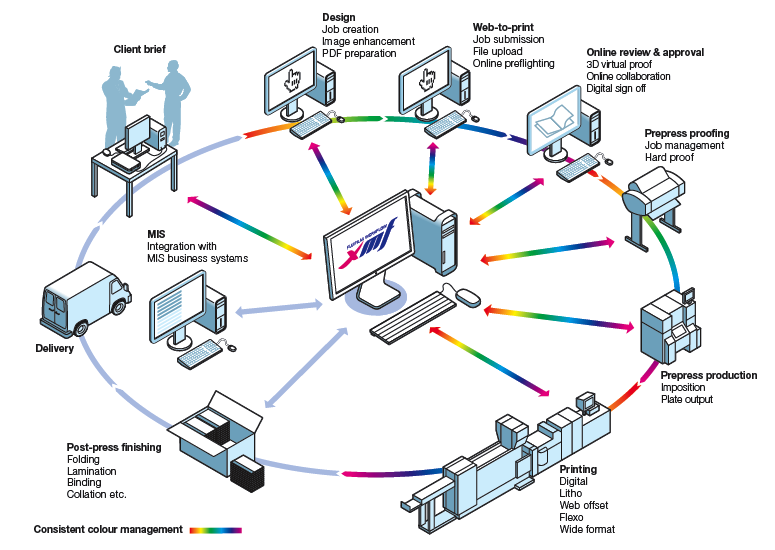 Design
Job creation
Image enhancement
PDF preparation
Web-to-print
Job submission
File upload
Online preflighting
Client brief
Online review & approval
3D virtual proof
Online collaboration
Digital sign off
Prepress proofing
Job management
Hard proof
FUJIFILM WORKFLOW
xmf
MIS
Integration with
MIS business systems
Delivery
Prepress production
Imposition
Plate output
Post-press finishing
Folding
Lamination
Binding
Collation etc.
Printing
Digital
Litho
Web offset
Flexo
Wide format
Consistent colour management